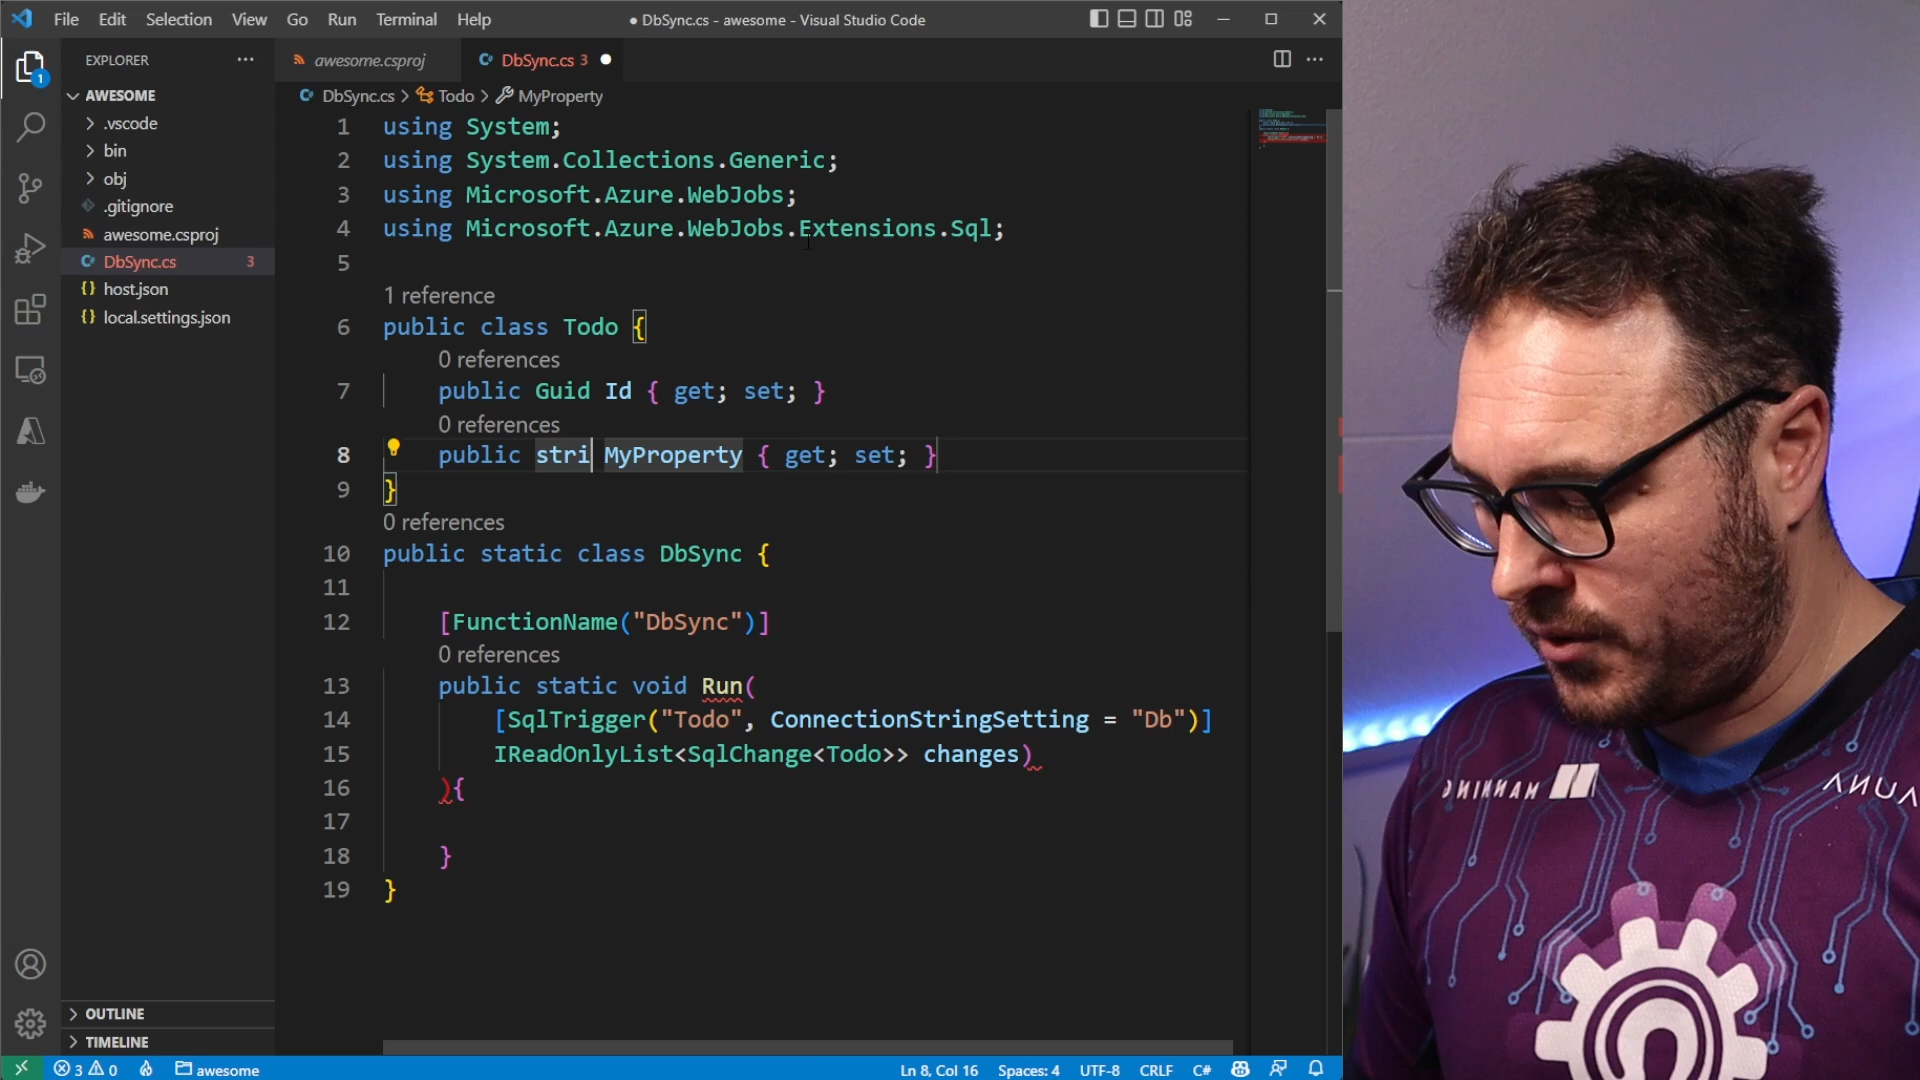 File Edit Selection View Go Run Terminal Help
● DbSync.cs - awesome - Visual Studio Code
EXPLORER ···
awesome.csproj
DbSync.cs 3 ●
···
AWESOME
.vscode
bin
obj
.gitignore
awesome.csproj
DbSync.cs 3
host.json
local.settings.json
OUTLINE
TIMELINE
1
DbSync.cs > Todo > MyProperty
1 using System;
2 using System.Collections.Generic;
3 using Microsoft.Azure.WebJobs;
4 using Microsoft.Azure.WebJobs.Extensions.Sql;
5
1 reference
6 public class Todo {
0 references
7 public Guid Id { get; set; }
0 references
8 public stri MyProperty { get; set; }
9 }
0 references
10 public static class DbSync {
11
12 [FunctionName("DbSync")]
0 references
13 public static void Run(
14 [SqlTrigger("Todo", ConnectionStringSetting = "Db")]
15 IReadOnlyList<SqlChange<Todo>> changes)
16 ){
17
18 }
19 }
3 0 awesome
Ln 8, Col 16 Spaces: 4 UTF-8 CRLF C#
MANNING